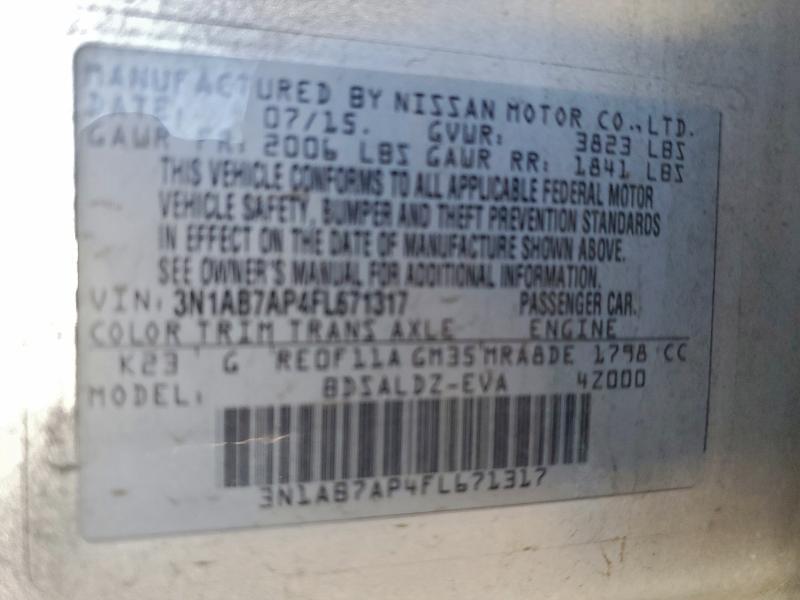 MANUFACTURED BY NISSAN MOTOR CO., LTD.
DATE: 07/15. GVWR: 3823 LBS
GAWR FR: 2006 LBS GAWR RR: 1841 LBS
THIS VEHICLE CONFORMS TO ALL APPLICABLE FEDERAL MOTOR
VEHICLE SAFETY, BUMPER AND THEFT PREVENTION STANDARDS
IN EFFECT ON THE DATE OF MANUFACTURE SHOWN ABOVE.
SEE OWNER'S MANUAL FOR ADDITIONAL INFORMATION.
VIN: 3N1AB7AP4FL671317 PASSENGER CAR.
COLOR TRIM TRANS AXLE ENGINE
K23 G RE0F11A GM35 MRA8DE 1798 CC
MODEL: BDSALDZ-EVA 4Z000
3N1AB7AP4FL671317